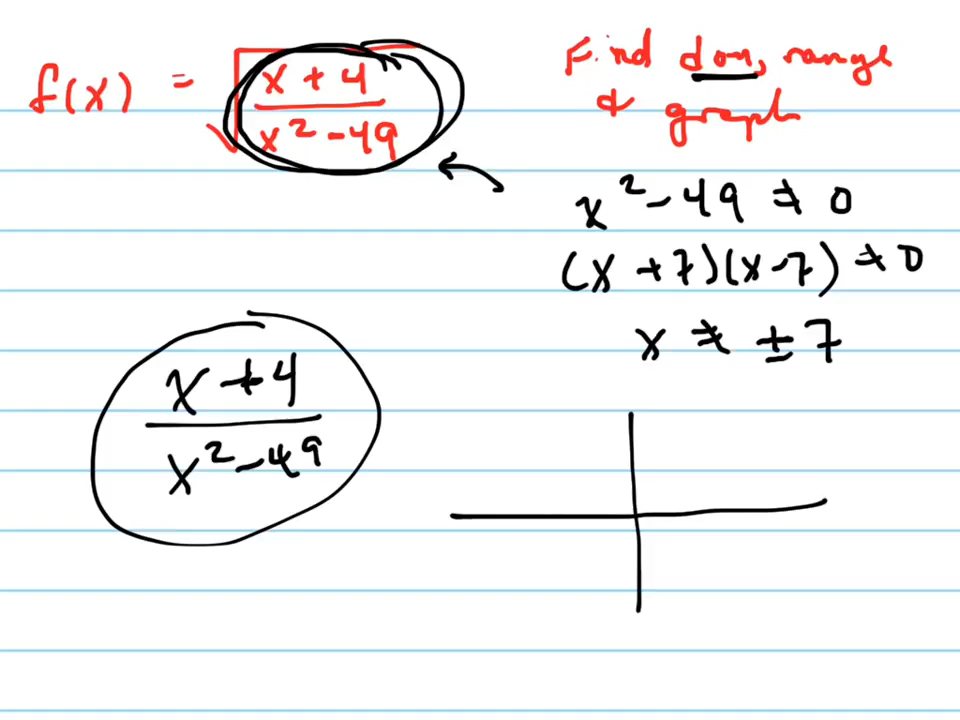 f(x) = √((x + 4)/(x² - 49))
Find dom, range
& graph
x² - 49 ≠ 0
(x + 7)(x - 7) ≠ 0
x ≠ ± 7
x + 4
x² - 49